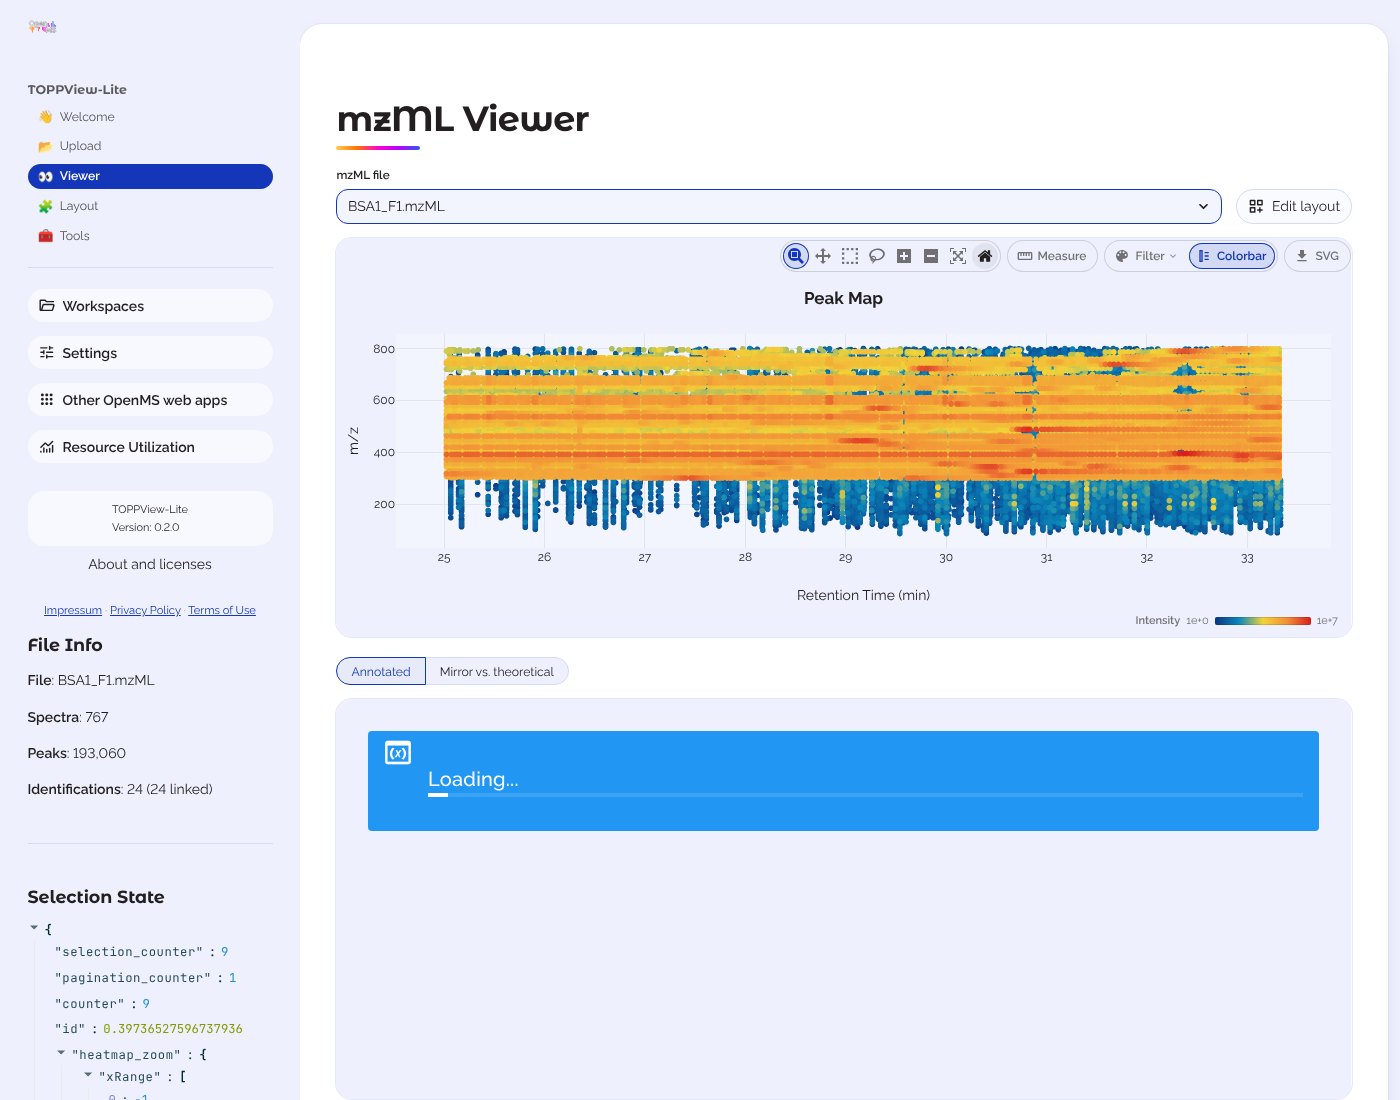 TOPPView-Lite
👋 Welcome
📂 Upload
👀 Viewer
🧩 Layout
🧰 Tools
Workspaces
Settings
Other OpenMS web apps
Resource Utilization
TOPPView-Lite
Version: 0.2.0
About and licenses
Impressum · Privacy Policy · Terms of Use
File Info
File: BSA1_F1.mzML
Spectra: 767
Peaks: 193,060
Identifications: 24 (24 linked)
Selection State
{
"selection_counter" : 9
"pagination_counter" : 1
"counter" : 9
"id" : 0.39736527596737936
"heatmap_zoom" : {
"xRange" : [
0 : -1
mzML Viewer
mzML file
BSA1_F1.mzML
Edit layout
Measure
Filter
Colorbar
SVG
Peak Map
800
600
400
200
m/z
25 26 27 28 29 30 31 32 33
Retention Time (min)
Intensity 1e+0 1e+7
Annotated
Mirror vs. theoretical
(x)
Loading...